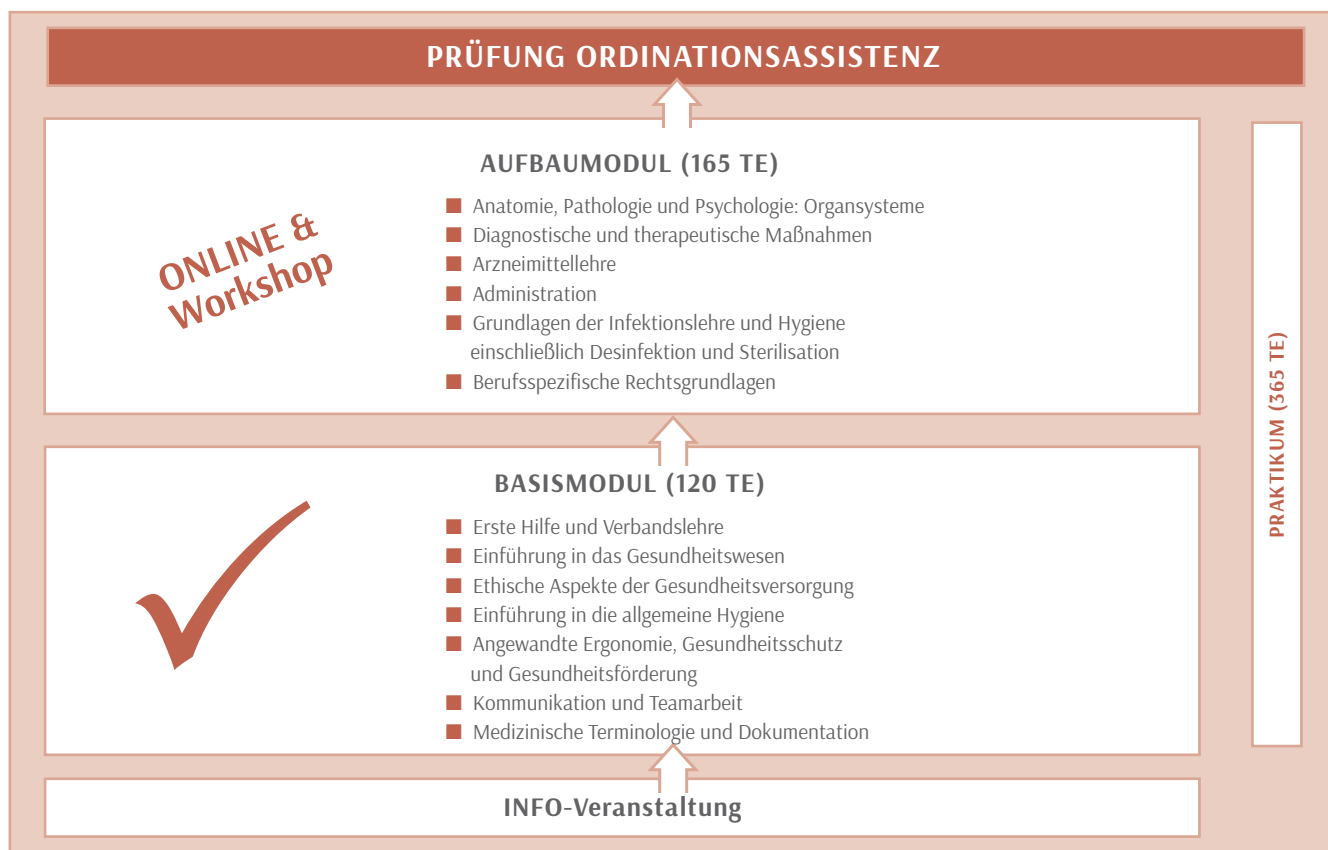 PRÜFUNG ORDINATIONSASSISTENZ
AUFBAUMODUL (165 TE)
ONLINE &
Workshop
■ Anatomie, Pathologie und Psychologie: Organsysteme
■ Diagnostische und therapeutische Maßnahmen
■ Arzneimittellehre
■ Administration
■ Grundlagen der Infektionslehre und Hygiene
einschließlich Desinfektion und Sterilisation
■ Berufsspezifische Rechtsgrundlagen
PRAKTIKUM (365 TE)
BASISMODUL (120 TE)
■ Erste Hilfe und Verbandslehre
■ Einführung in das Gesundheitswesen
■ Ethische Aspekte der Gesundheitsversorgung
■ Einführung in die allgemeine Hygiene
■ Angewandte Ergonomie, Gesundheitsschutz
und Gesundheitsförderung
■ Kommunikation und Teamarbeit
■ Medizinische Terminologie und Dokumentation
INFO-Veranstaltung